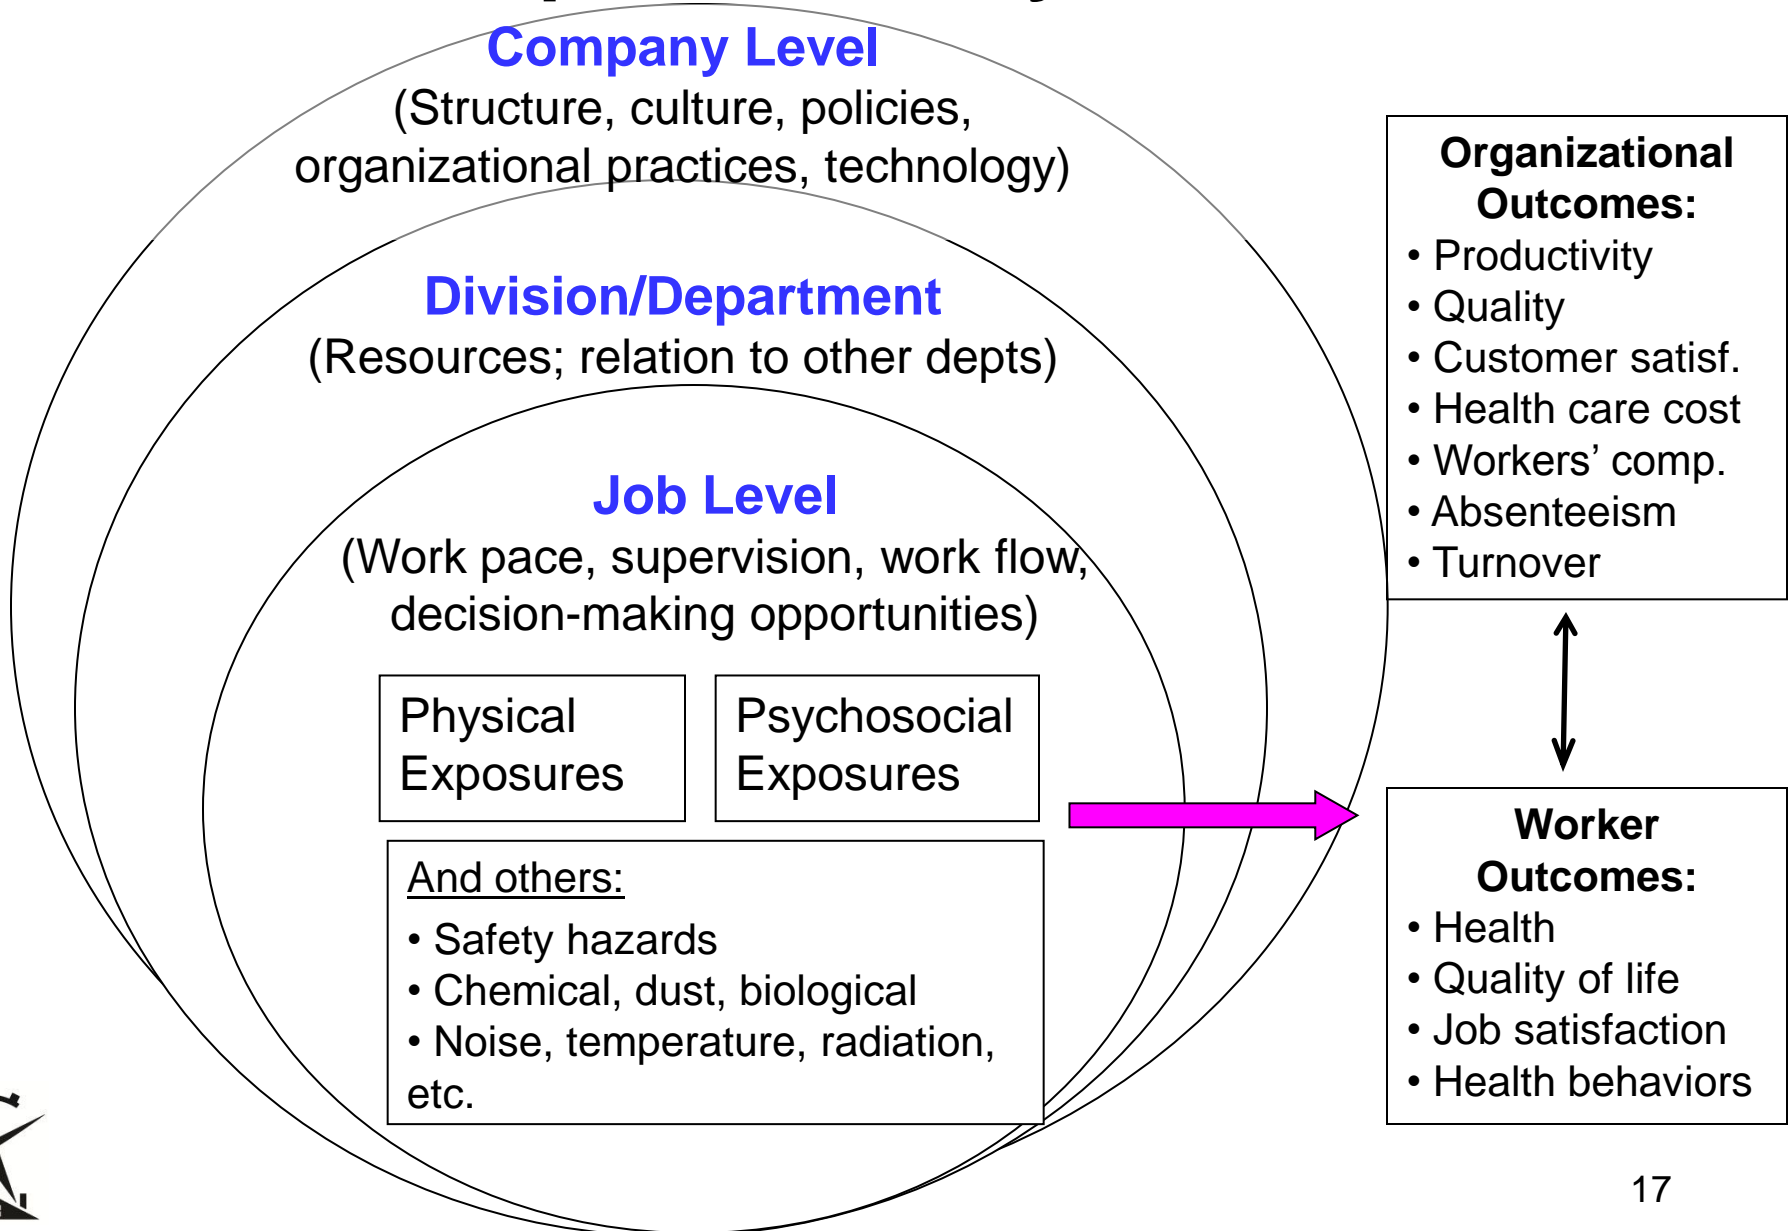 Company Level
(Structure, culture, policies,
organizational practices, technology)
Division/Department
(Resources; relation to other depts)
Job Level
(Work pace, supervision, work flow,
decision-making opportunities)
Physical
Exposures
Psychosocial
Exposures
And others:
• Safety hazards
• Chemical, dust, biological
• Noise, temperature, radiation,
etc.
Organizational
Outcomes:
• Productivity
• Quality
• Customer satisf.
• Health care cost
• Workers’ comp.
• Absenteeism
• Turnover
Worker
Outcomes:
• Health
• Quality of life
• Job satisfaction
• Health behaviors
17